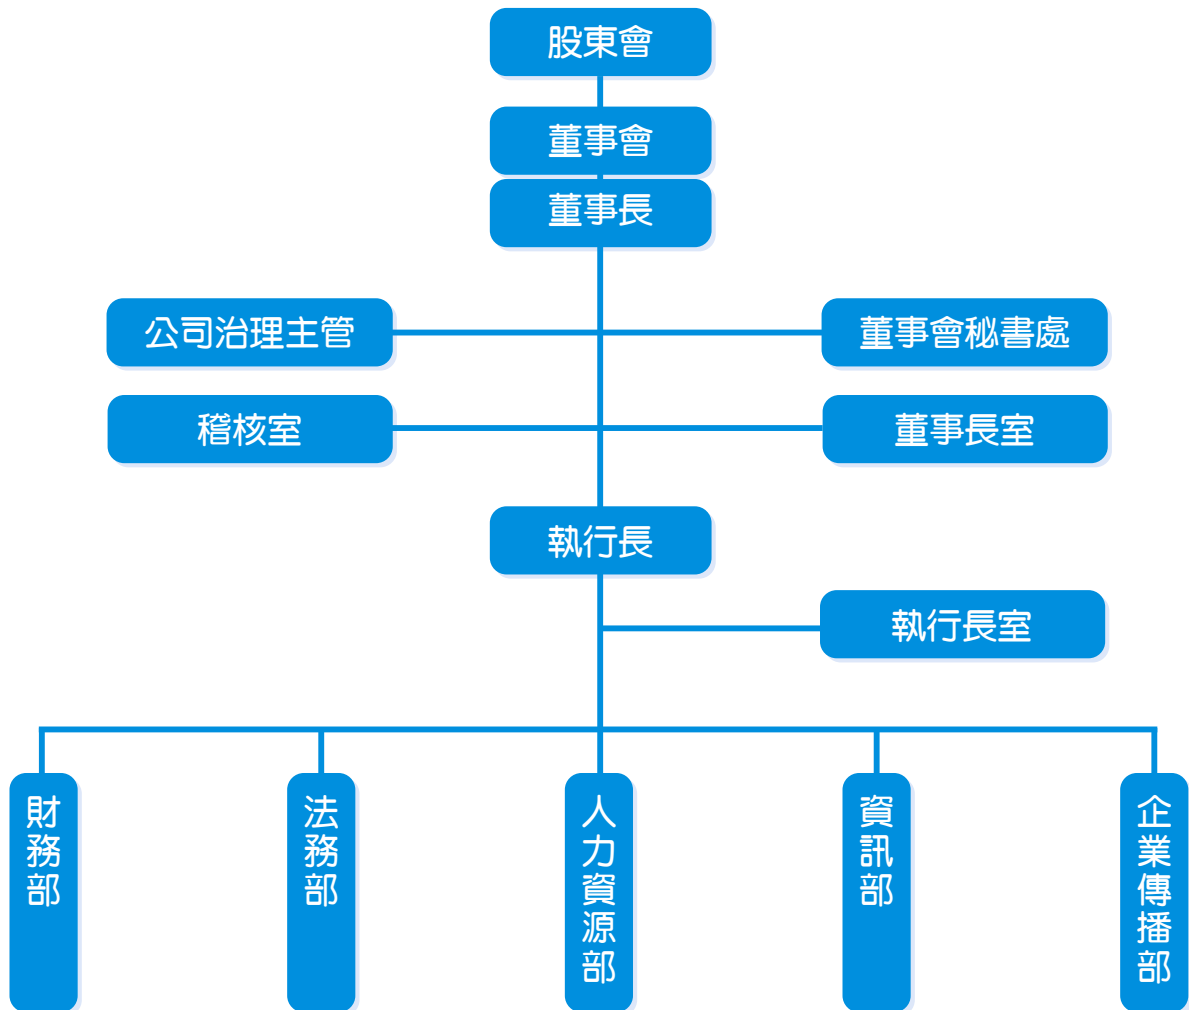 股東會
董事會
董事長
公司治理主管
董事會秘書處
稽核室
董事長室
執行長
執行長室
財務部
法務部
人力資源部
資訊部
企業傳播部